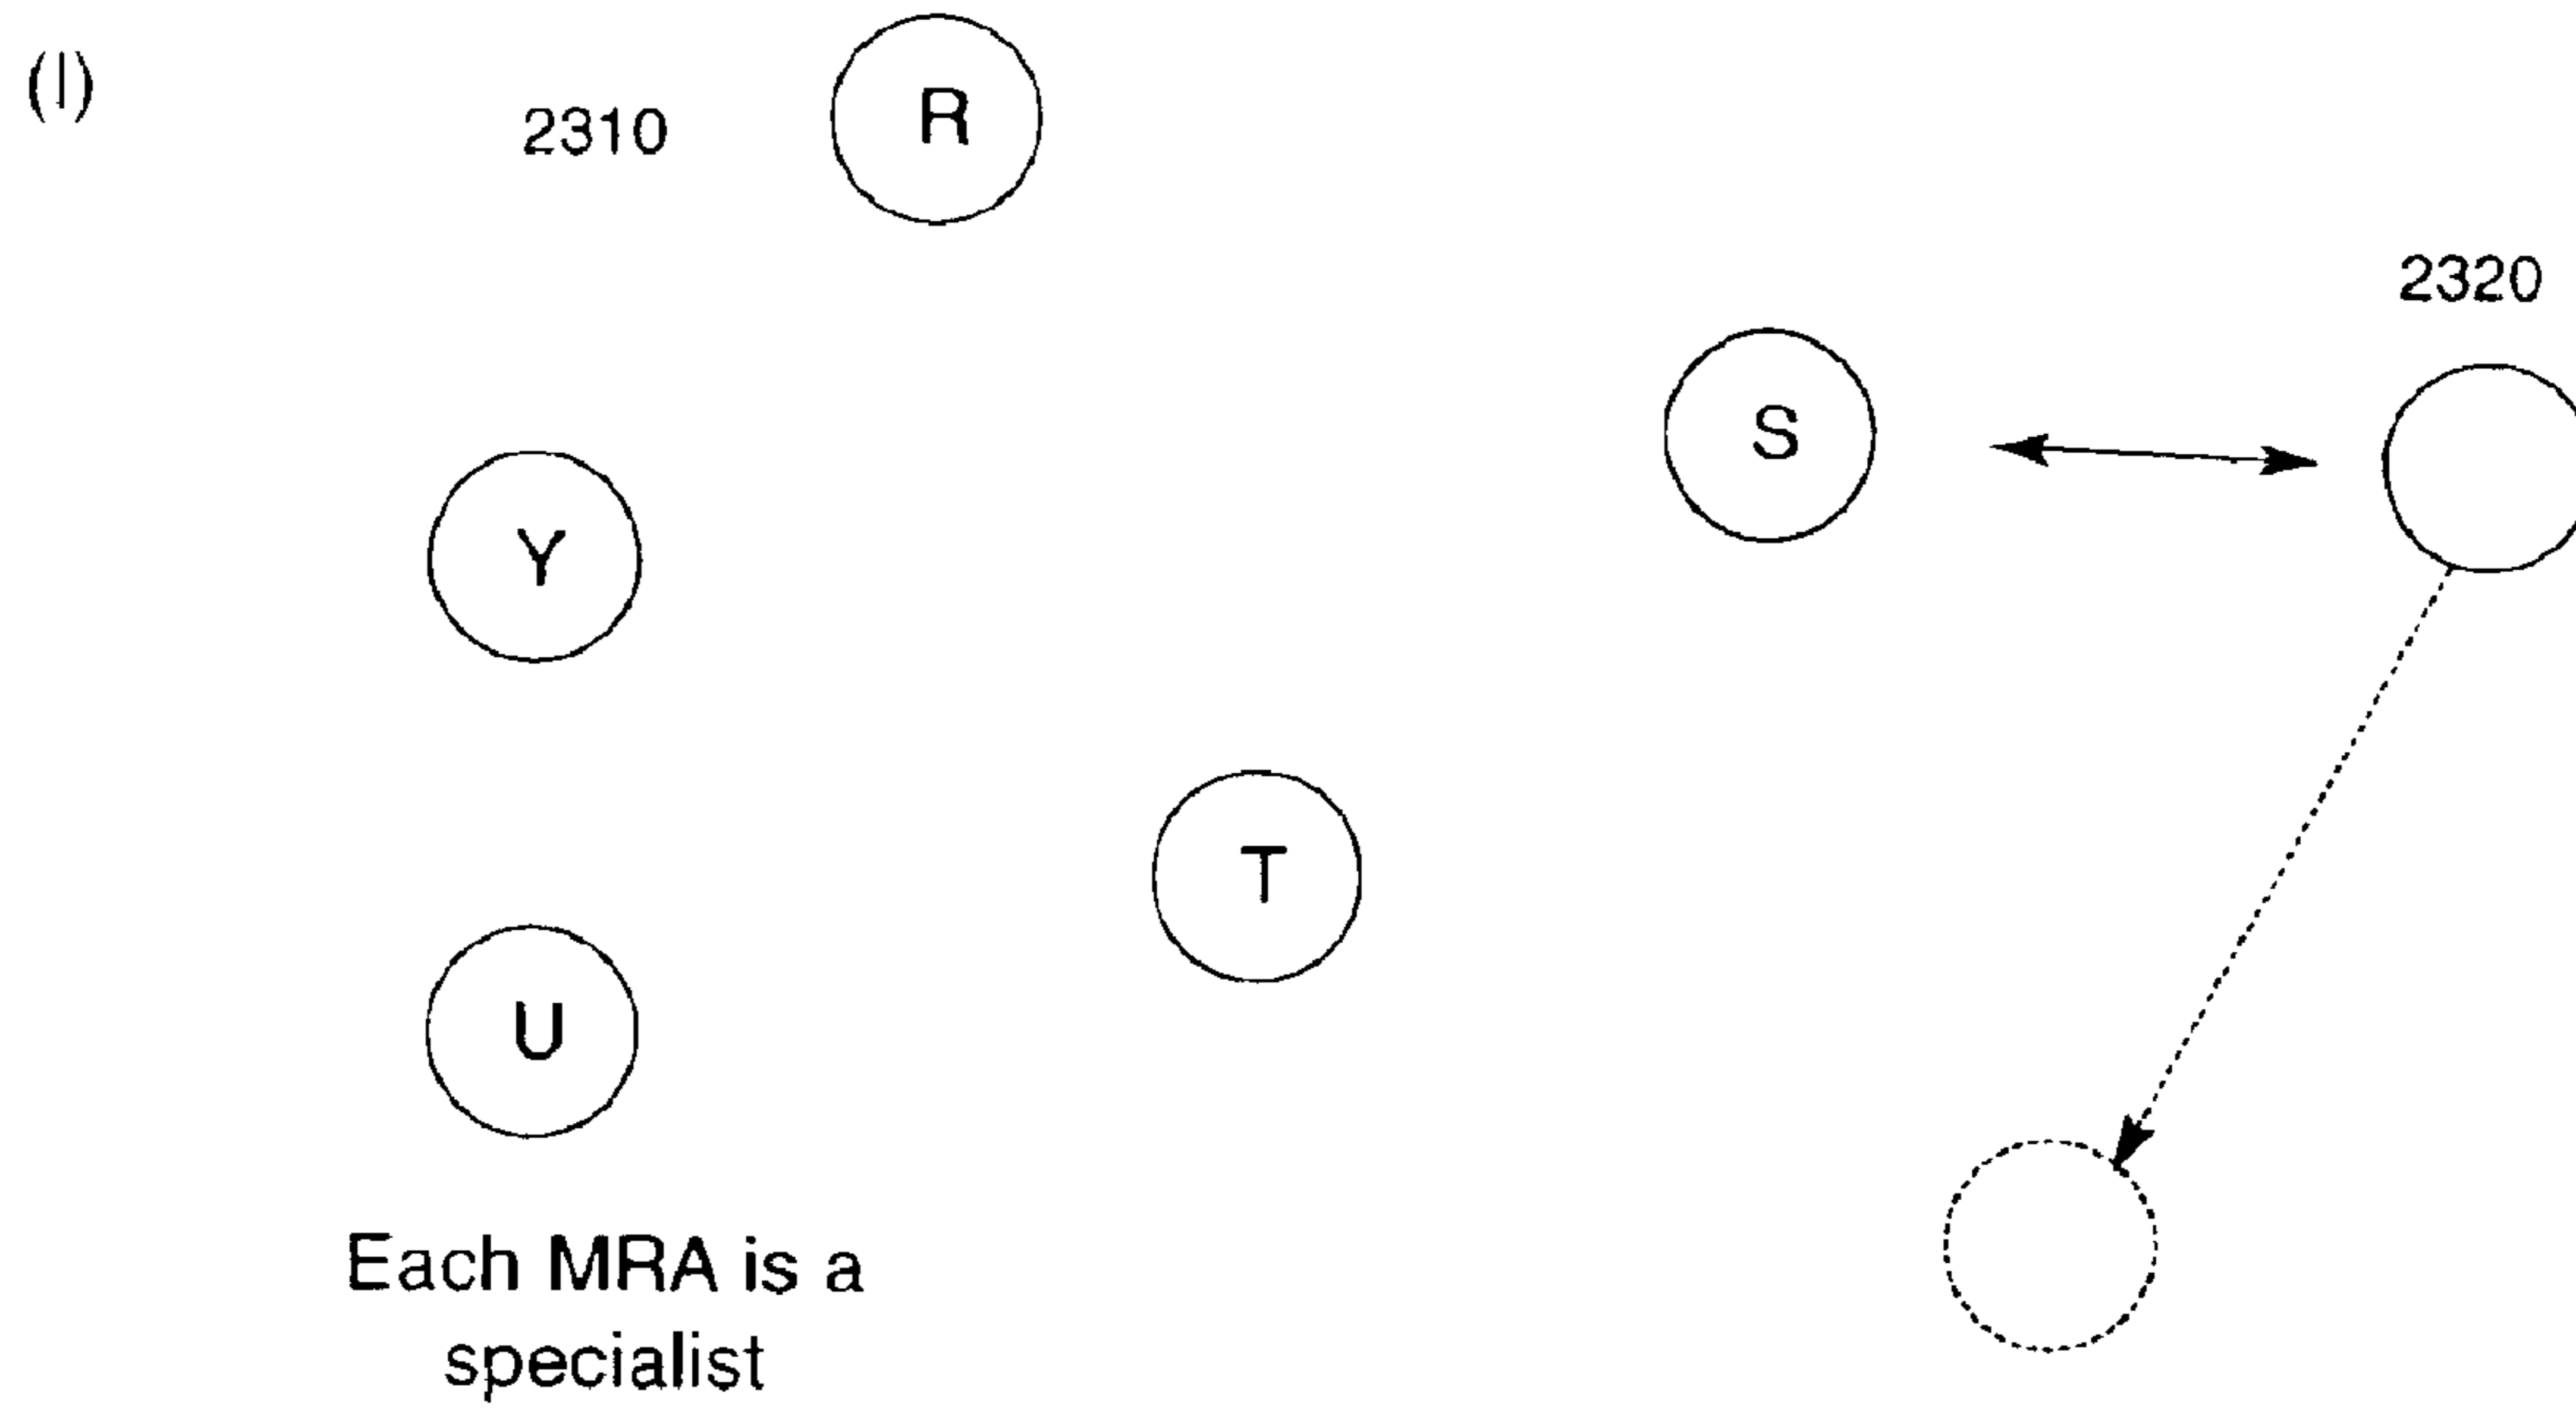 (I)
2310
R
2320
S
Y
T
U
Each MRA is a
specialist